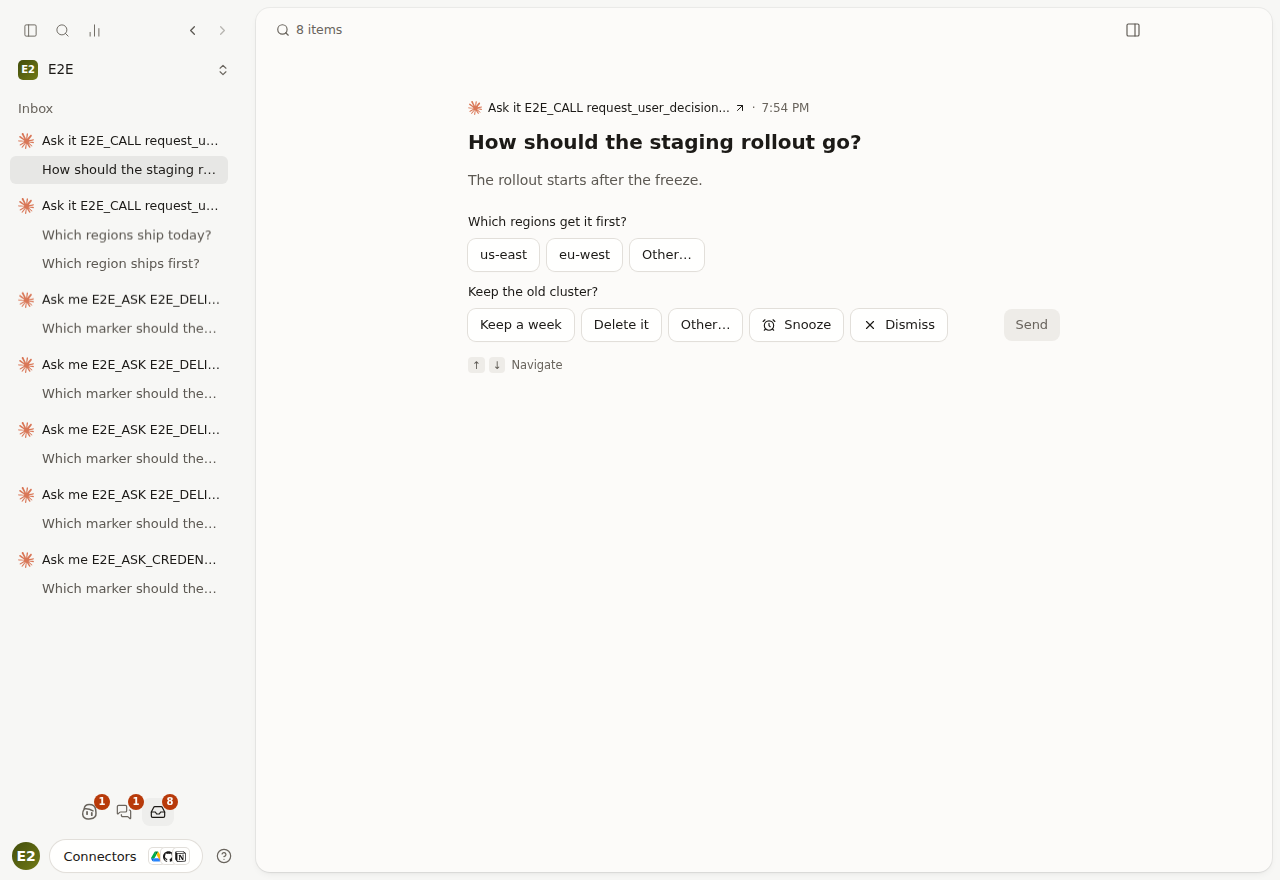 8 items
E2 E2E
Inbox
Ask it E2E_CALL request_u...
How should the staging r...
Ask it E2E_CALL request_u...
Which regions ship today?
Which region ships first?
Ask me E2E_ASK E2E_DELI...
Which marker should the...
Ask me E2E_ASK E2E_DELI...
Which marker should the...
Ask me E2E_ASK E2E_DELI...
Which marker should the...
Ask me E2E_ASK E2E_DELI...
Which marker should the...
Ask me E2E_ASK_CREDEN...
Which marker should the...
1 1 8
E2 Connectors
Ask it E2E_CALL request_user_decision... · 7:54 PM
How should the staging rollout go?
The rollout starts after the freeze.
Which regions get it first?
us-east eu-west Other...
Keep the old cluster?
Keep a week Delete it Other... Snooze Dismiss Send
↑ ↓ Navigate